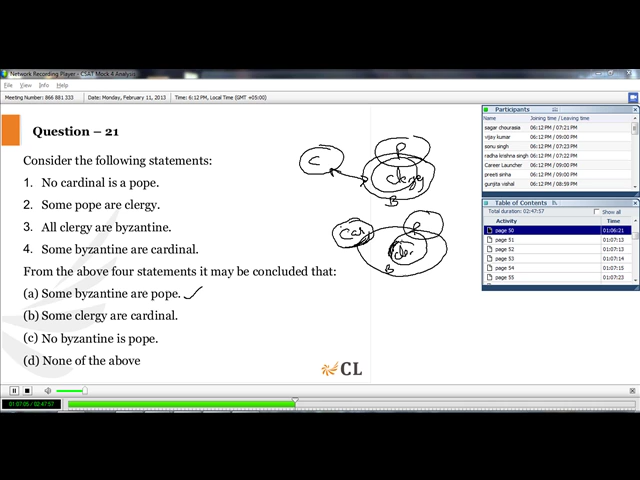 Network Recording Player - CSAT Mock 4 Analysis
File View Info Help
Meeting Number: 866 881 333 Date: Monday, February 11, 2013 Time: 6:12 PM, Local Time (GMT +05:00)
Question – 21
Consider the following statements:
1. No cardinal is a pope.
2. Some pope are clergy.
3. All clergy are byzantine.
4. Some byzantine are cardinal.
From the above four statements it may be concluded that:
(a) Some byzantine are pope.
(b) Some clergy are cardinal.
(c) No byzantine is pope.
(d) None of the above
C
P
clergy
B
Car
P
cler
B
CL
Participants
Name Joining time / Leaving time
sagar chourasia 06:12 PM / 07:21 PM
vijay kumar 06:12 PM / 09:00 PM
sonu singh 06:12 PM / 09:00 PM
radha krishna singh 06:12 PM / 09:00 PM
Career Launcher 06:12 PM / 09:00 PM
preeti sinha 06:12 PM / 09:00 PM
gunjita vishal 06:12 PM / 08:59 PM
Table of Contents
Total duration: 02:47:57 Show all
Activity Time
page 50 01:06:21
page 51 01:07:13
page 52 01:07:13
page 53 01:07:14
page 54 01:07:15
page 55 01:07:23
01:07:05 / 02:47:57